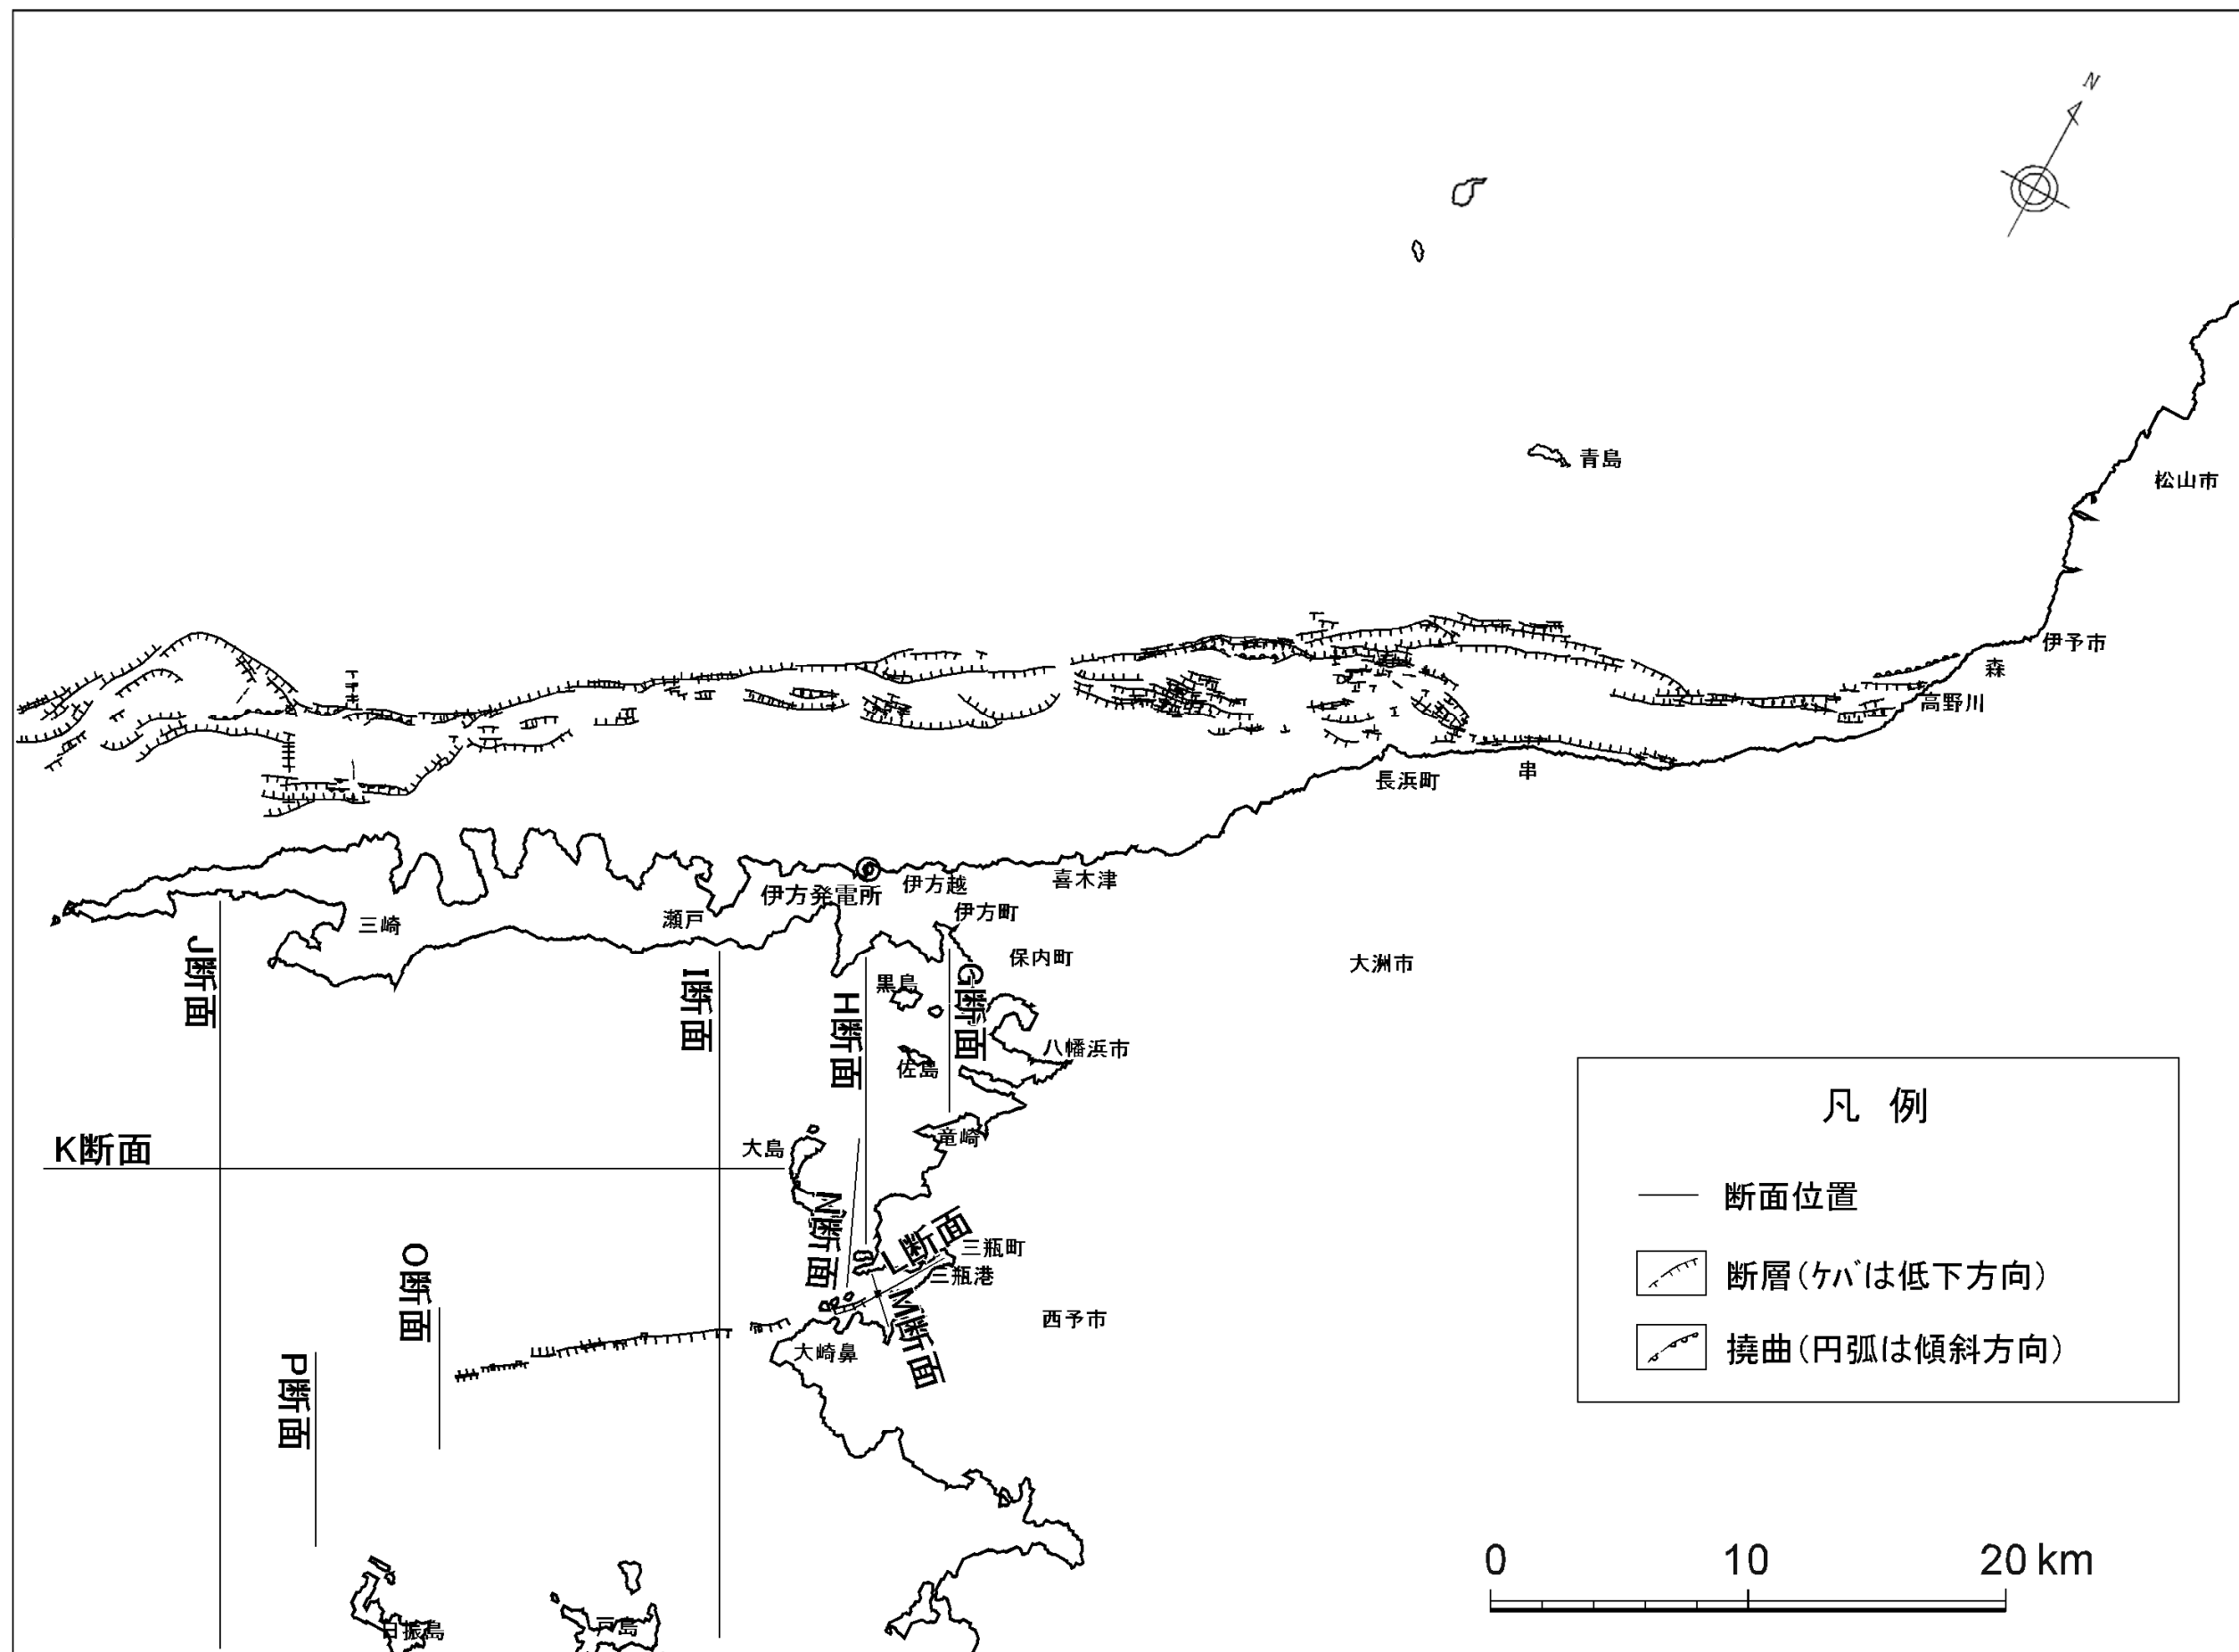 N
青島
松山市
伊予市
森
高野川
串
長浜町
伊方発電所
伊方越
喜木津
三崎
瀬戸
伊方町
保内町
大洲市
黒島
J断面
I断面
H断面
G断面
八幡浜市
佐島
竜崎
大島
K断面
N断面
L断面
三瓶町
三瓶港
M断面
西予市
大崎鼻
O断面
P断面
日振島
戸島
凡 例
断面位置
断層(ケバは低下方向)
撓曲(円弧は傾斜方向)
0 10 20 km